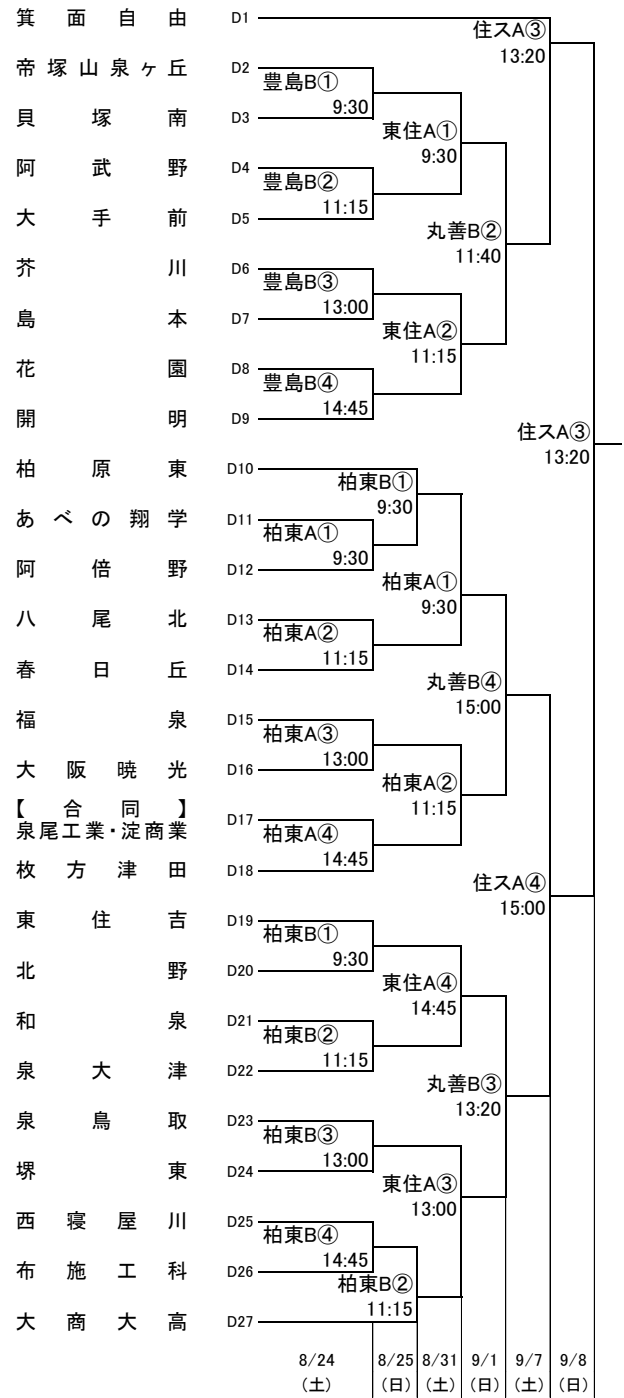 箕面自由 D1
住スA③
13:20
帝塚山泉ヶ丘 D2
豊島B①
9:30
貝塚南 D3
東住A①
9:30
阿武野 D4
豊島B②
11:15
大手前 D5
丸善B②
11:40
芥川 D6
豊島B③
13:00
島本 D7
東住A②
11:15
花園 D8
豊島B④
14:45
開明 D9
住スA③
13:20
柏原東 D10
柏東B①
9:30
あべの翔学 D11
柏東A①
9:30
阿倍野 D12
柏東A①
9:30
八尾北 D13
柏東A②
11:15
春日丘 D14
丸善B④
15:00
福泉 D15
柏東A③
13:00
大阪暁光 D16
柏東A②
11:15
【合同】
泉尾工業・淀商業 D17
柏東A④
14:45
枚方津田 D18
住スA④
15:00
東住吉 D19
柏東B①
9:30
北野 D20
東住A④
14:45
和泉 D21
柏東B②
11:15
泉大津 D22
丸善B③
13:20
泉鳥取 D23
柏東B③
13:00
堺東 D24
東住A③
13:00
西寝屋川 D25
柏東B④
14:45
布施工科 D26
柏東B②
11:15
大商大高 D27
8/24 8/25 8/31 9/1 9/7 9/8
(土) (日) (土) (日) (土) (日)